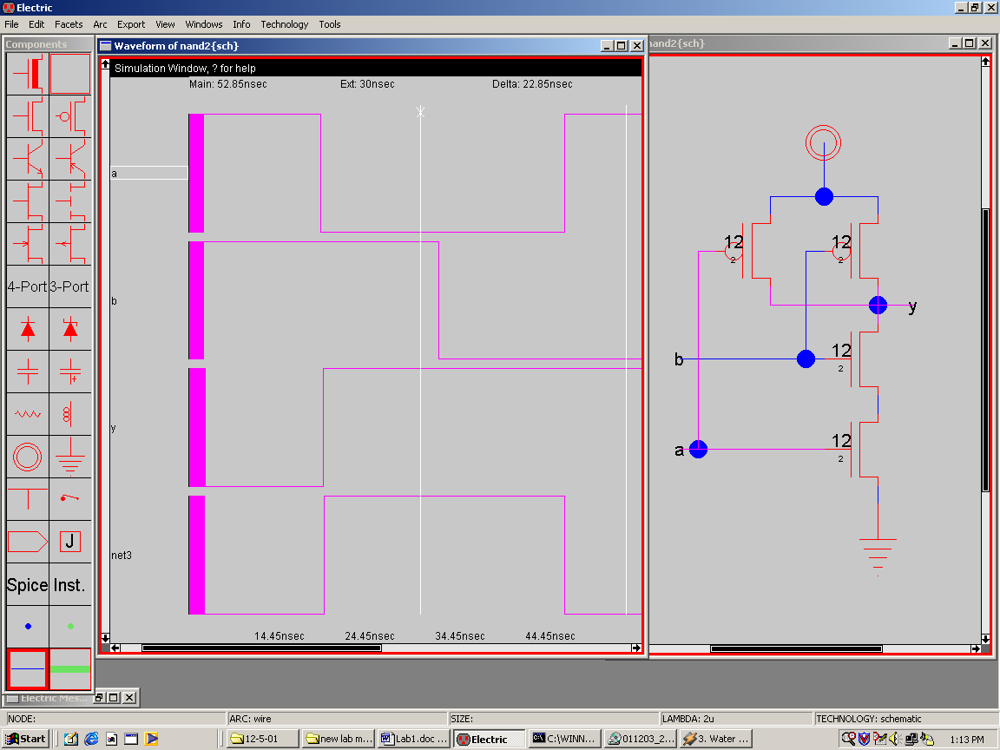 Electric
File Edit Facets Arc Export View Windows Info Technology Tools
Components
Waveform of nand2{sch}
nand2{sch}
Simulation Window, ? for help
Main: 52.85nsec Ext: 30nsec Delta: 22.85nsec
a
b
y
net3
14.45nsec 24.45nsec 34.45nsec 44.45nsec
4-Port 3-Port
J
Spice Inst.
12
2
12
2
y
12
2
b
12
2
a
Electric Mes...
NODE: ARC: wire SIZE: LAMBDA: 2u TECHNOLOGY: schematic
Start 12-5-01 new lab m... Lab1.doc ... Electric C:\WINN... 011203_2... 3. Water ... 1:13 PM